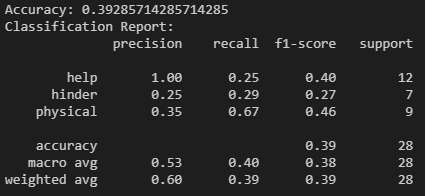 Accuracy: 0.39285714285714285
Classification Report:
              precision    recall  f1-score   support

        help       1.00      0.25      0.40        12
      hinder       0.25      0.29      0.27         7
    physical       0.35      0.67      0.46         9

    accuracy                           0.39        28
   macro avg       0.53      0.40      0.38        28
weighted avg       0.60      0.39      0.39        28